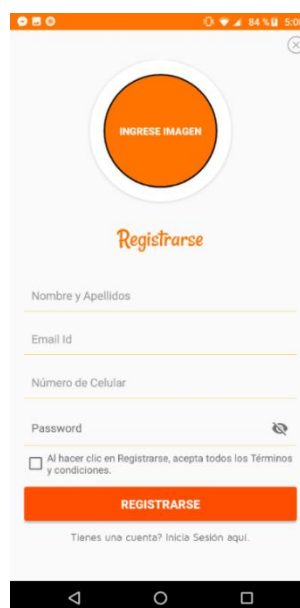 84 % 5:0
INGRESE IMAGEN
Registrarse
Nombre y Apellidos
Email Id
Número de Celular
Password
Al hacer clic en Registrarse, acepta todos los Términos
y condiciones.
REGISTRARSE
Tienes una cuenta? Inicia Sesión aquí.